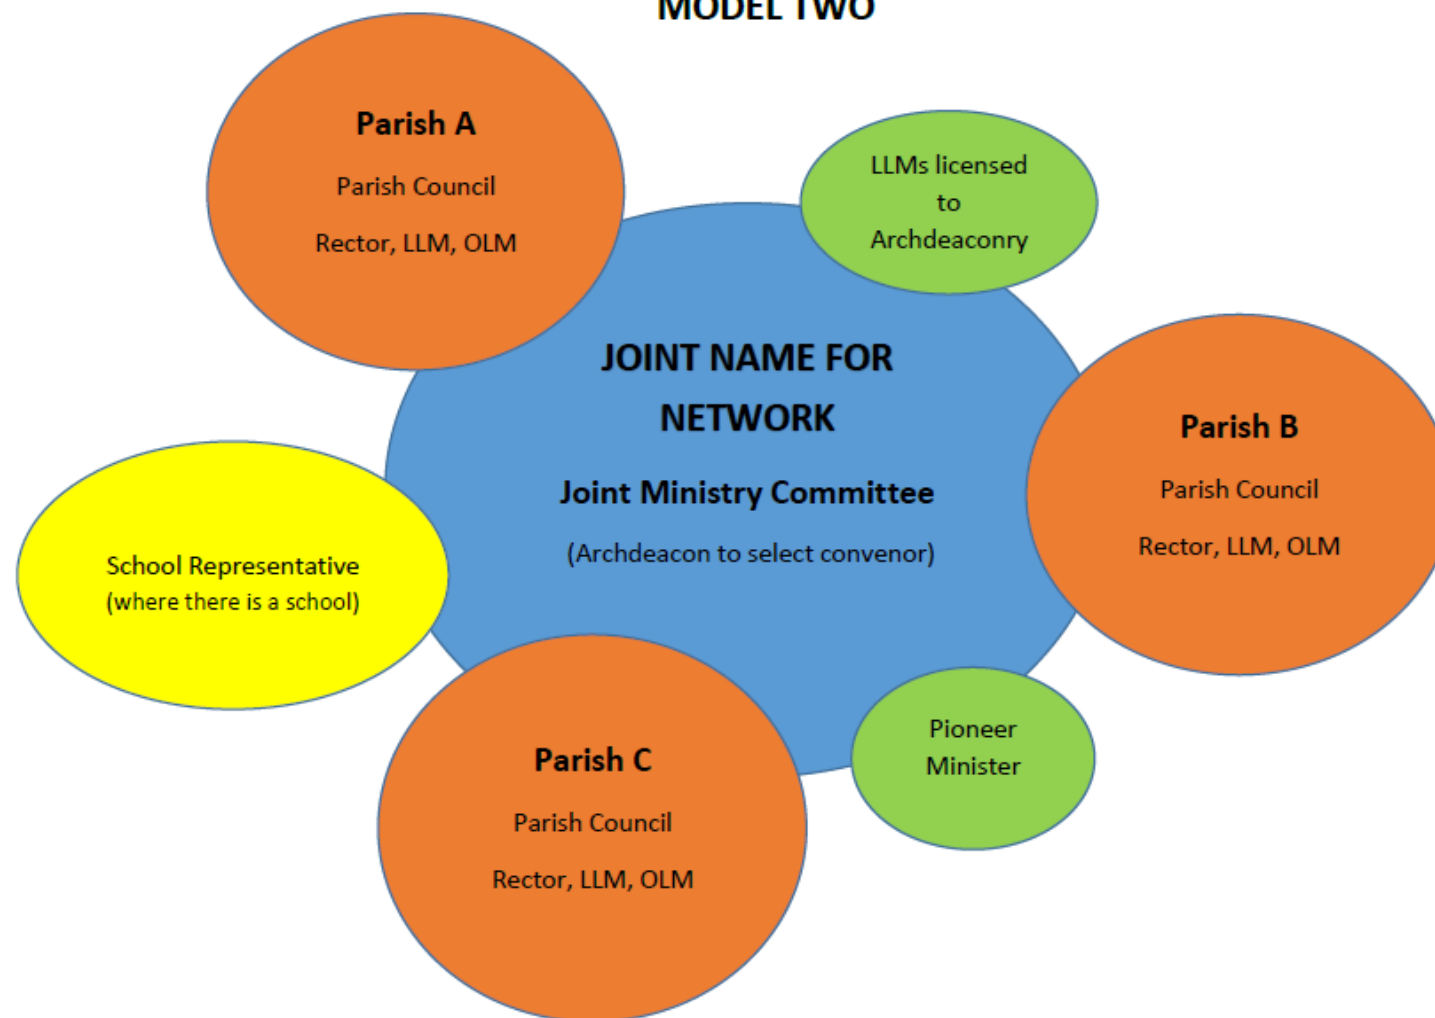 MODEL TWO
Parish A
Parish Council
Rector, LLM, OLM
LLMs licensed
to
Archdeaconry
JOINT NAME FOR
NETWORK
Joint Ministry Committee
(Archdeacon to select convenor)
Parish B
Parish Council
Rector, LLM, OLM
School Representative
(where there is a school)
Parish C
Parish Council
Rector, LLM, OLM
Pioneer
Minister